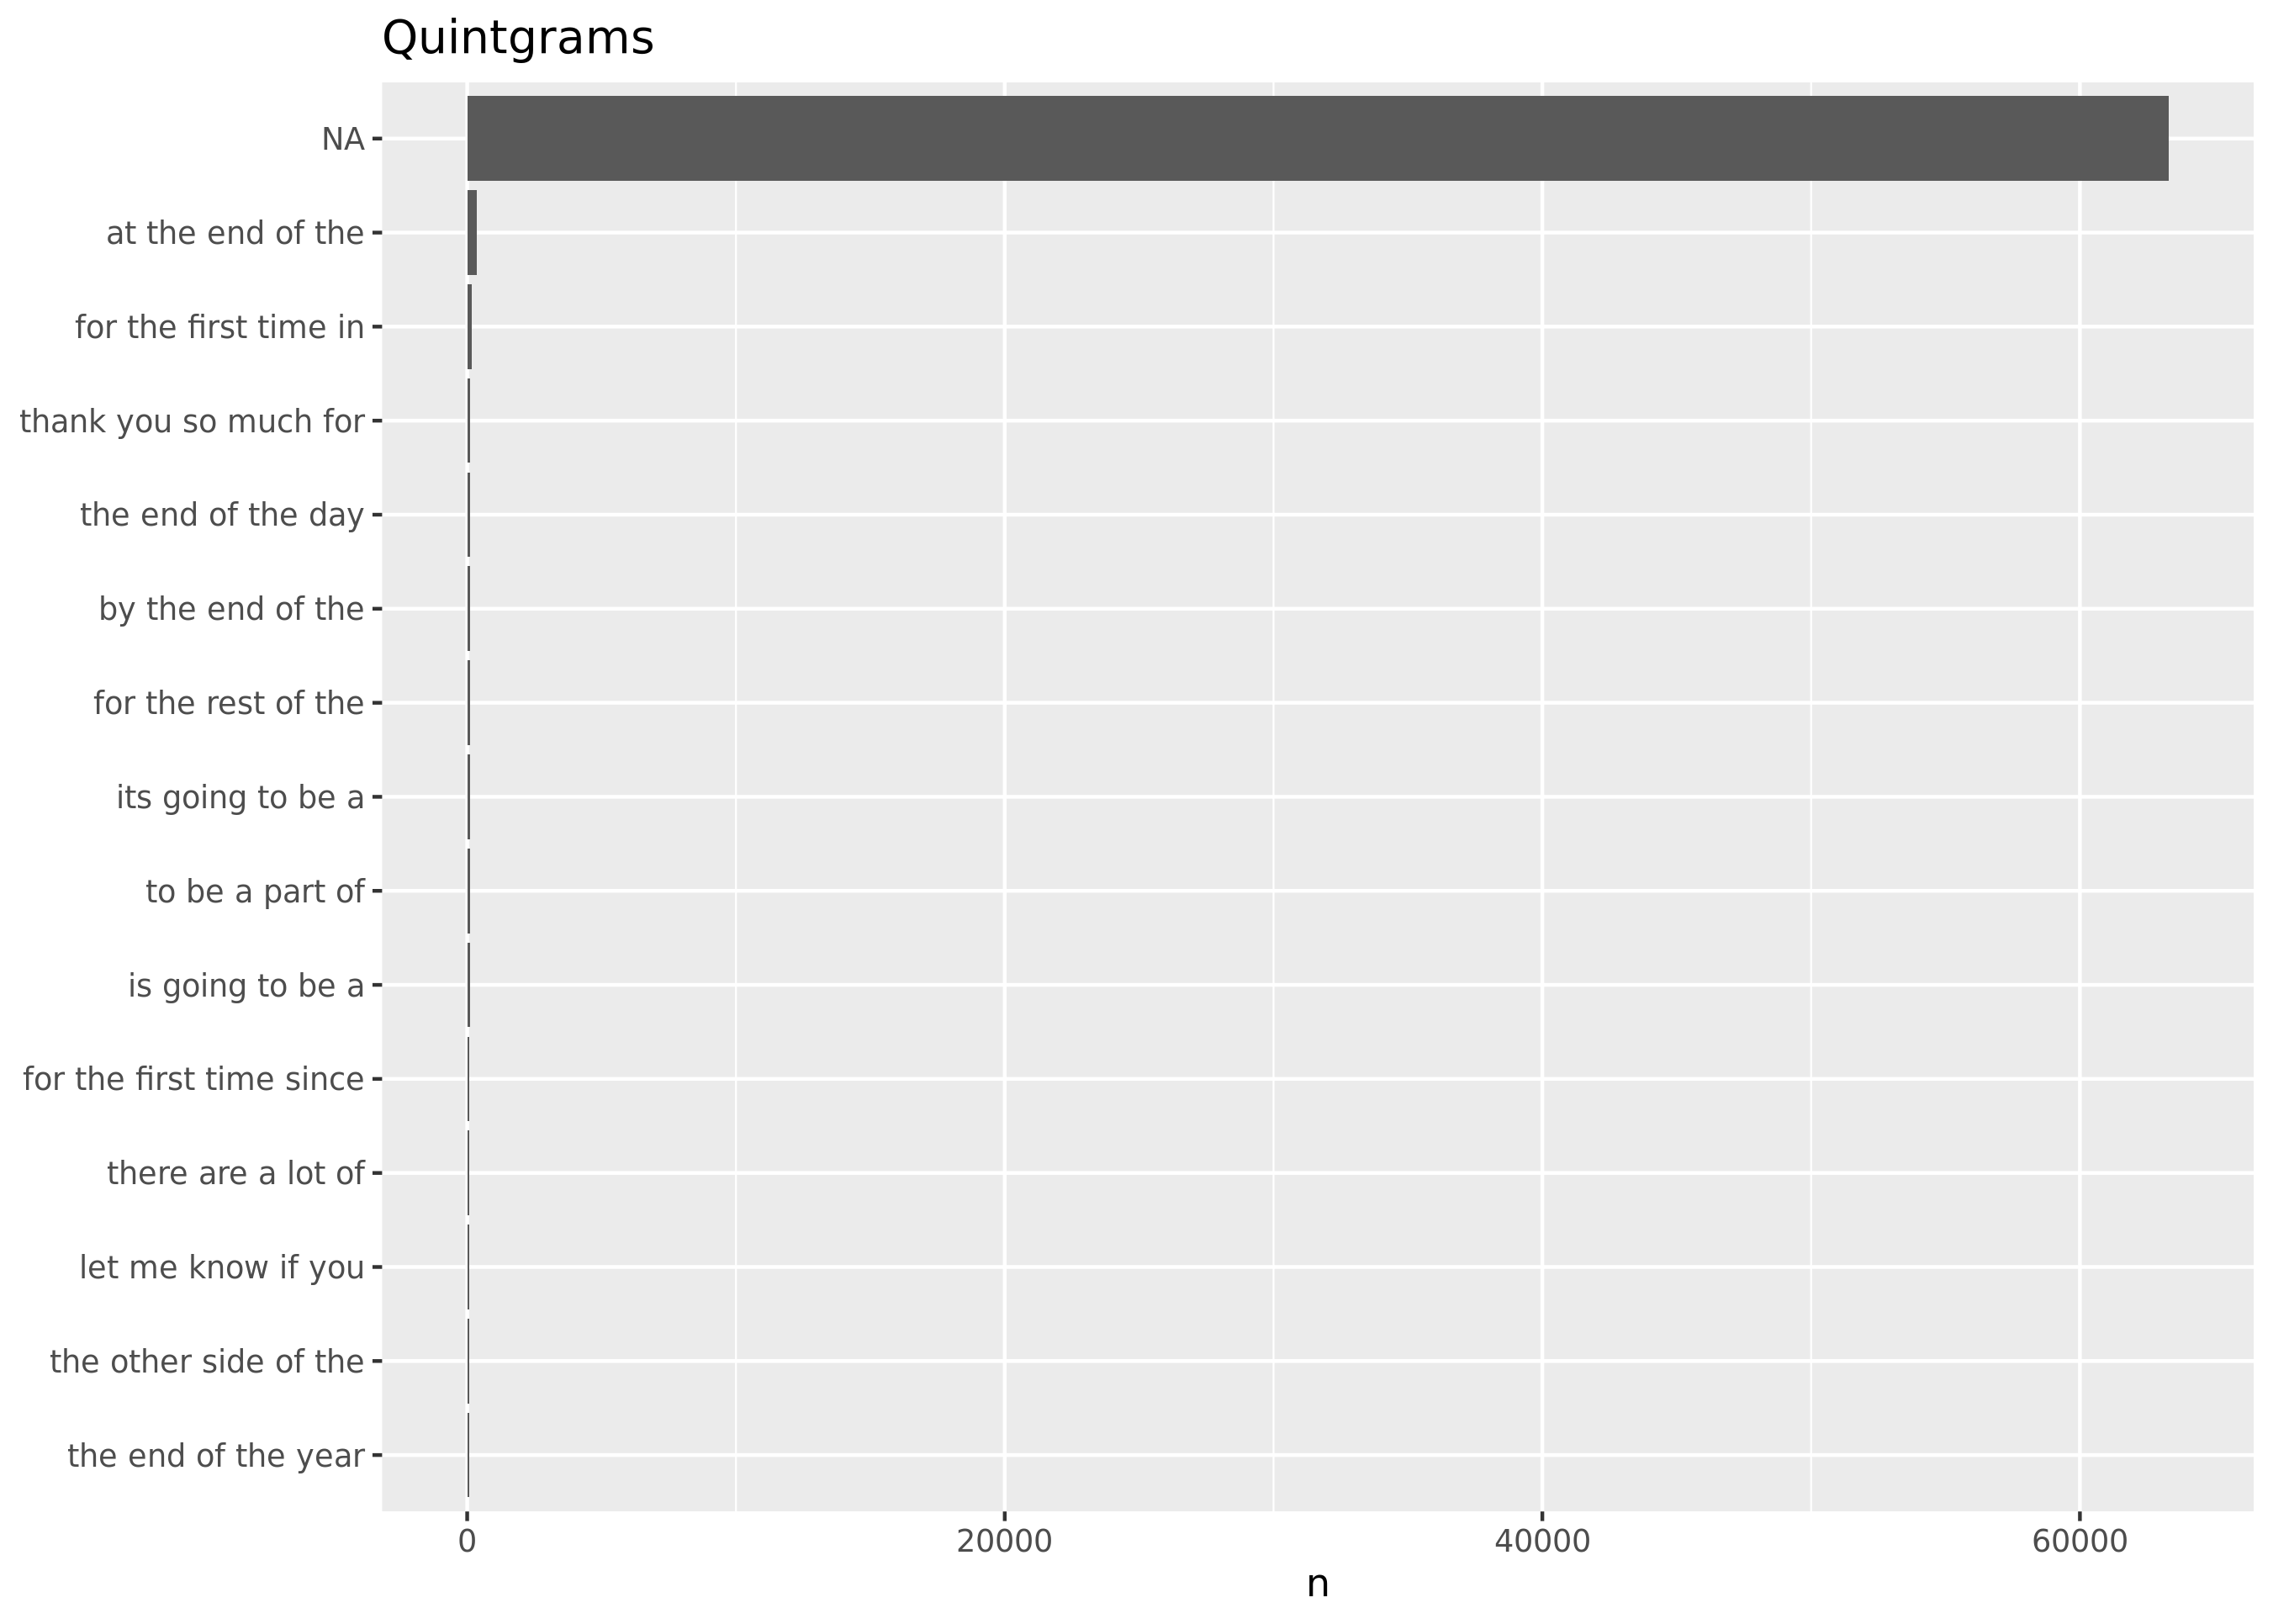 Quintgrams
NA
at the end of the
for the first time in
thank you so much for
the end of the day
by the end of the
for the rest of the
its going to be a
to be a part of
is going to be a
for the first time since
there are a lot of
let me know if you
the other side of the
the end of the year
0 20000 40000 60000
n